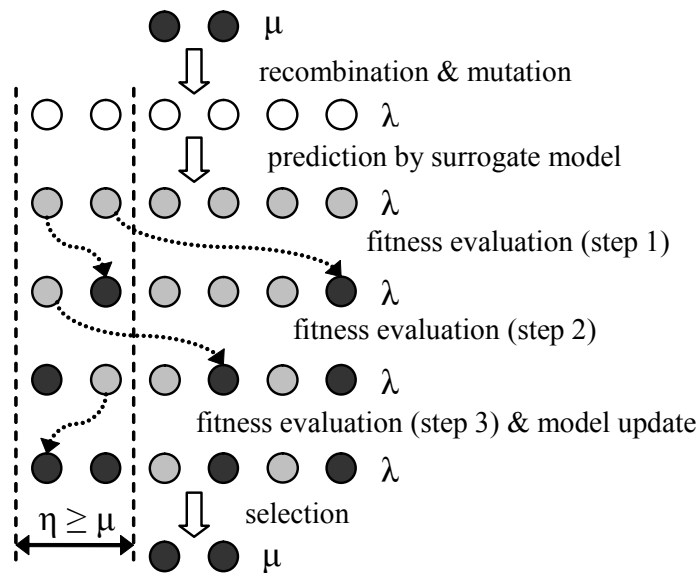 μ
recombination & mutation
λ
prediction by surrogate model
λ
fitness evaluation (step 1)
λ
fitness evaluation (step 2)
λ
fitness evaluation (step 3) & model update
λ
η ≥ μ
selection
μ